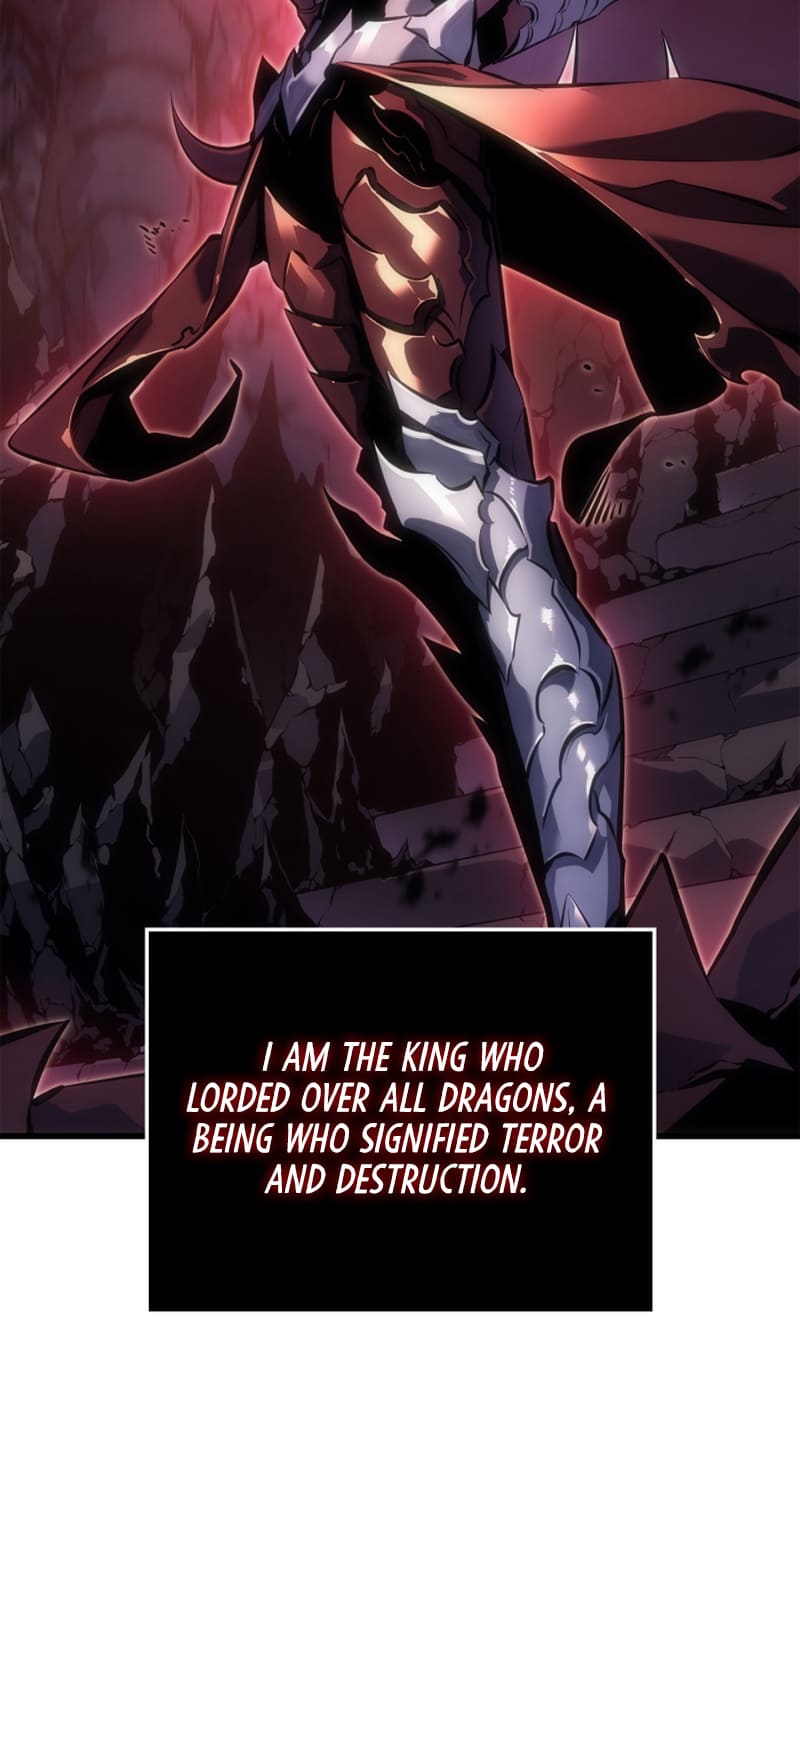 I AM THE KING WHO
LORDED OVER ALL DRAGONS, A
BEING WHO SIGNIFIED TERROR
AND DESTRUCTION.